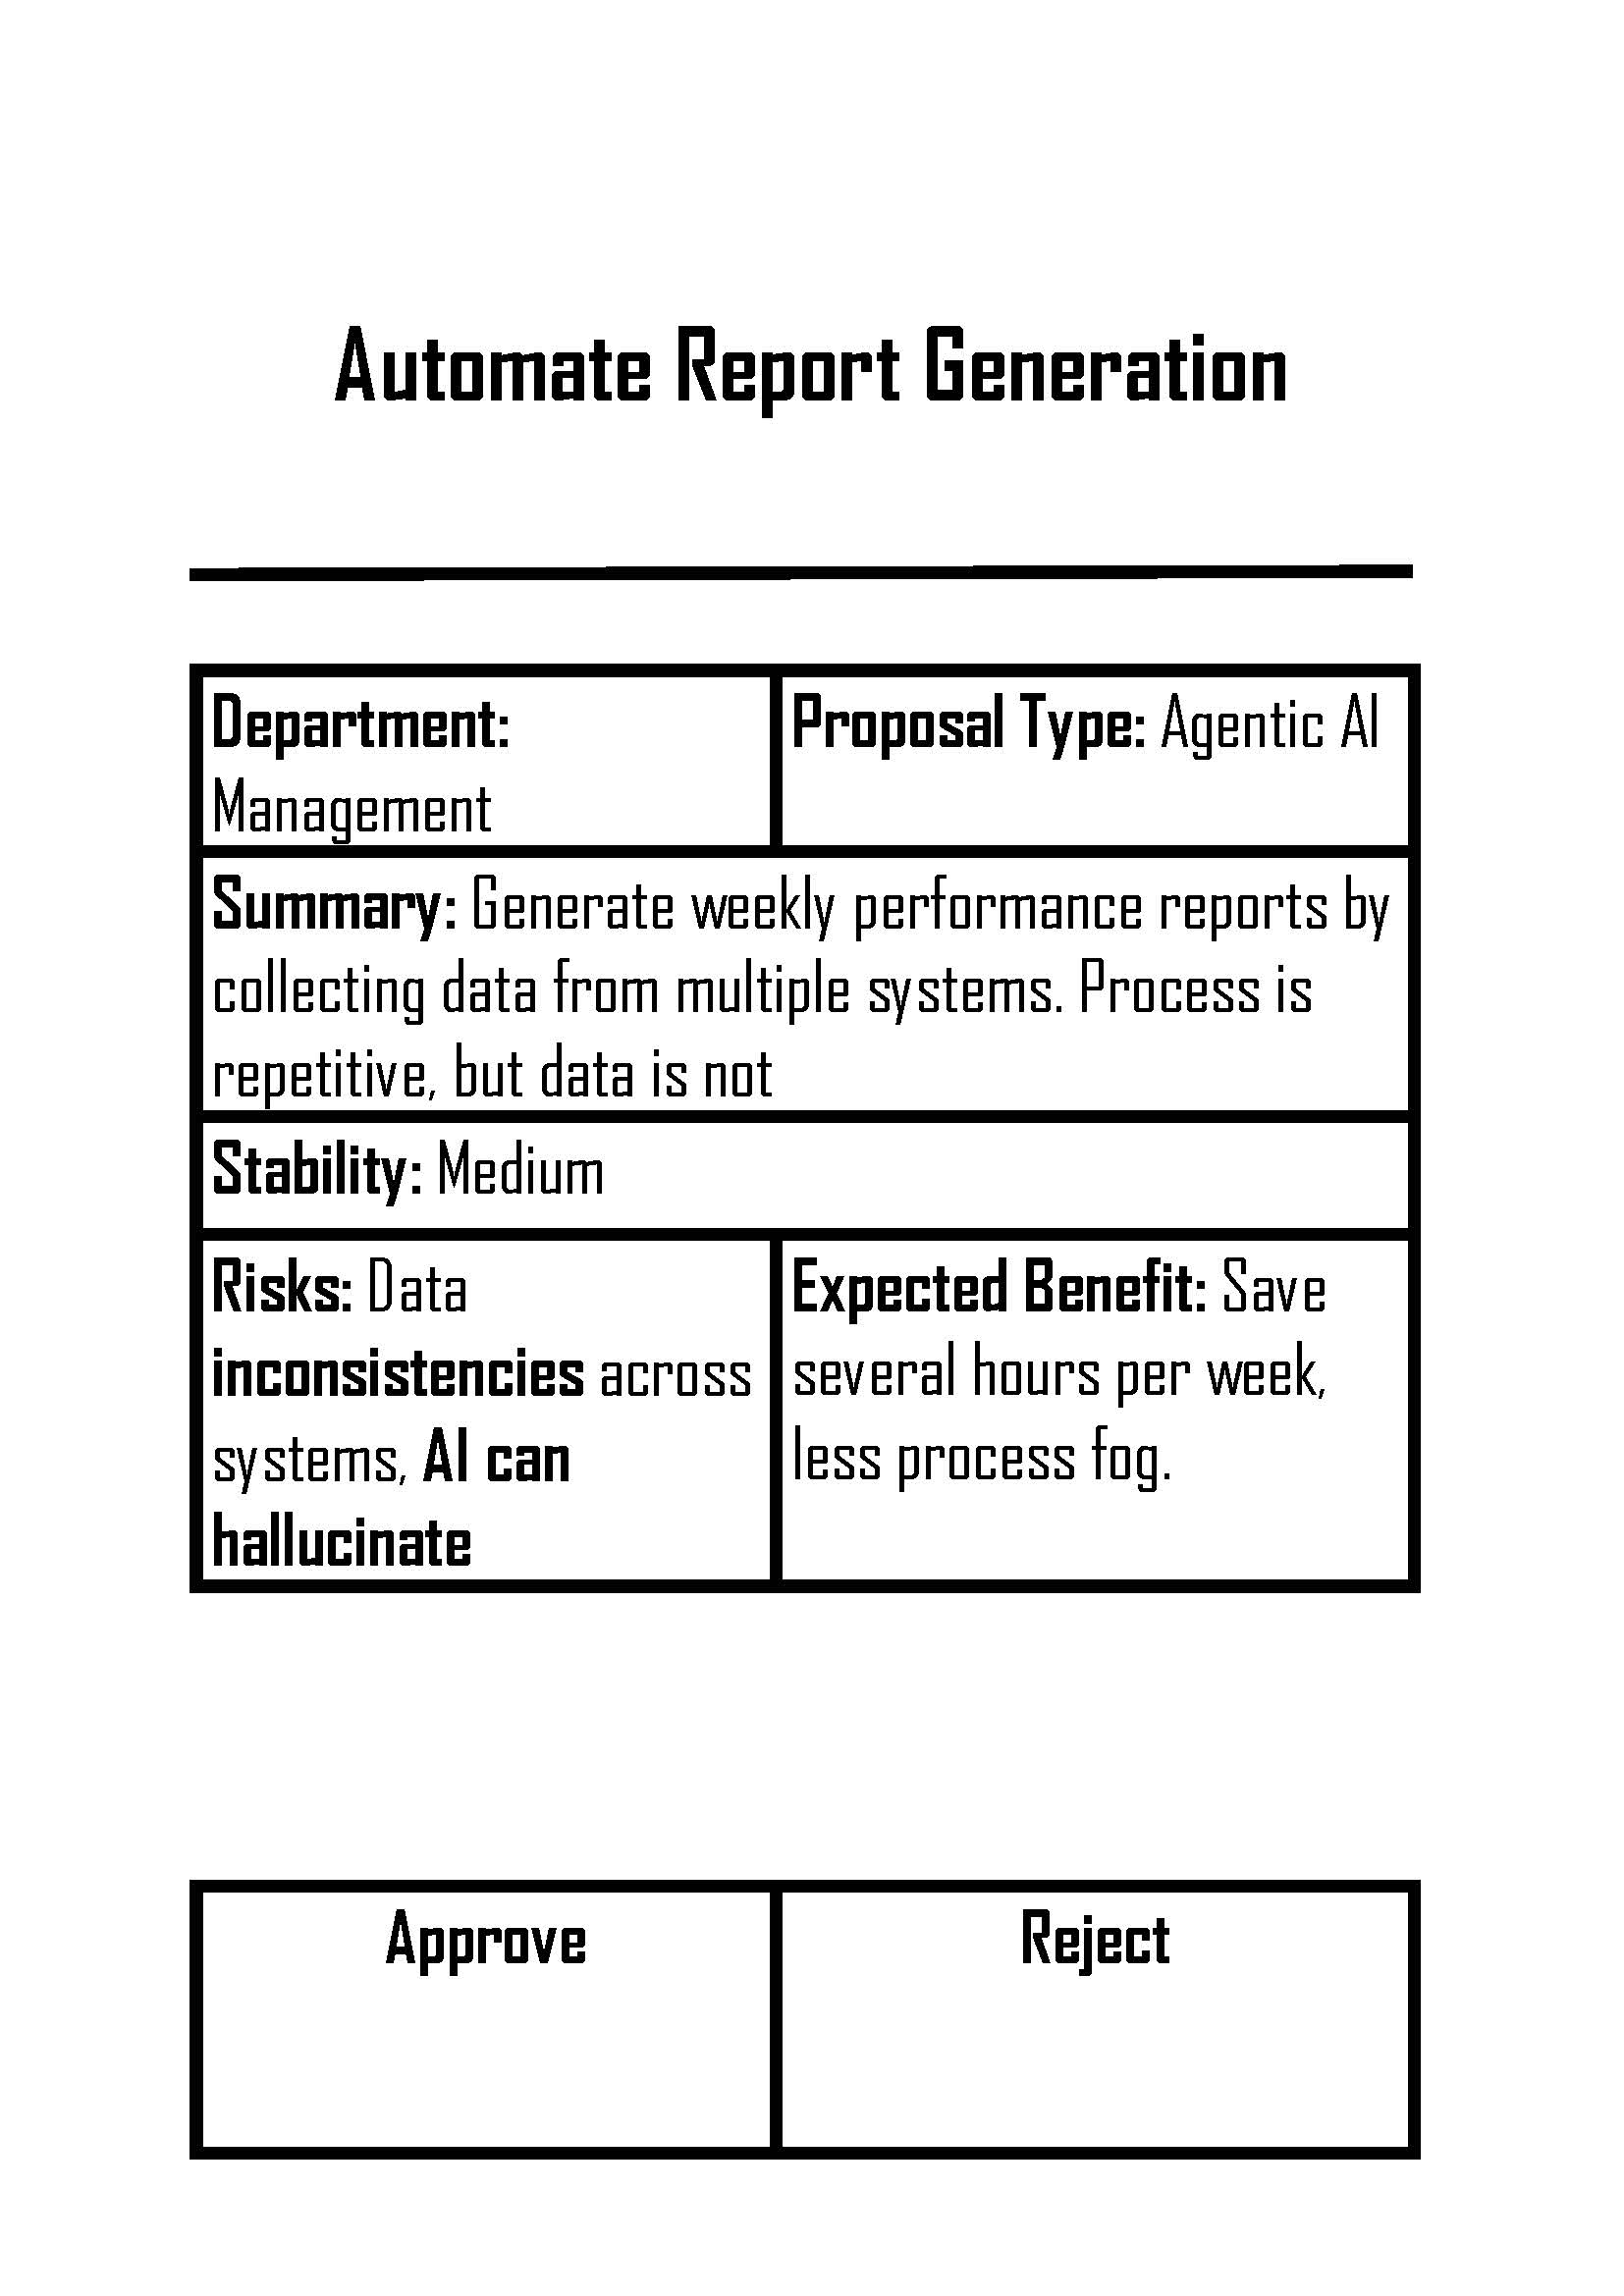 Automate Report Generation
Department:
Management
Proposal Type: Agentic AI
Summary: Generate weekly performance reports by
collecting data from multiple systems. Process is
repetitive, but data is not
Stability: Medium
Risks: Data
inconsistencies across
systems, AI can
hallucinate
Expected Benefit: Save
several hours per week,
less process fog.
Approve
Reject